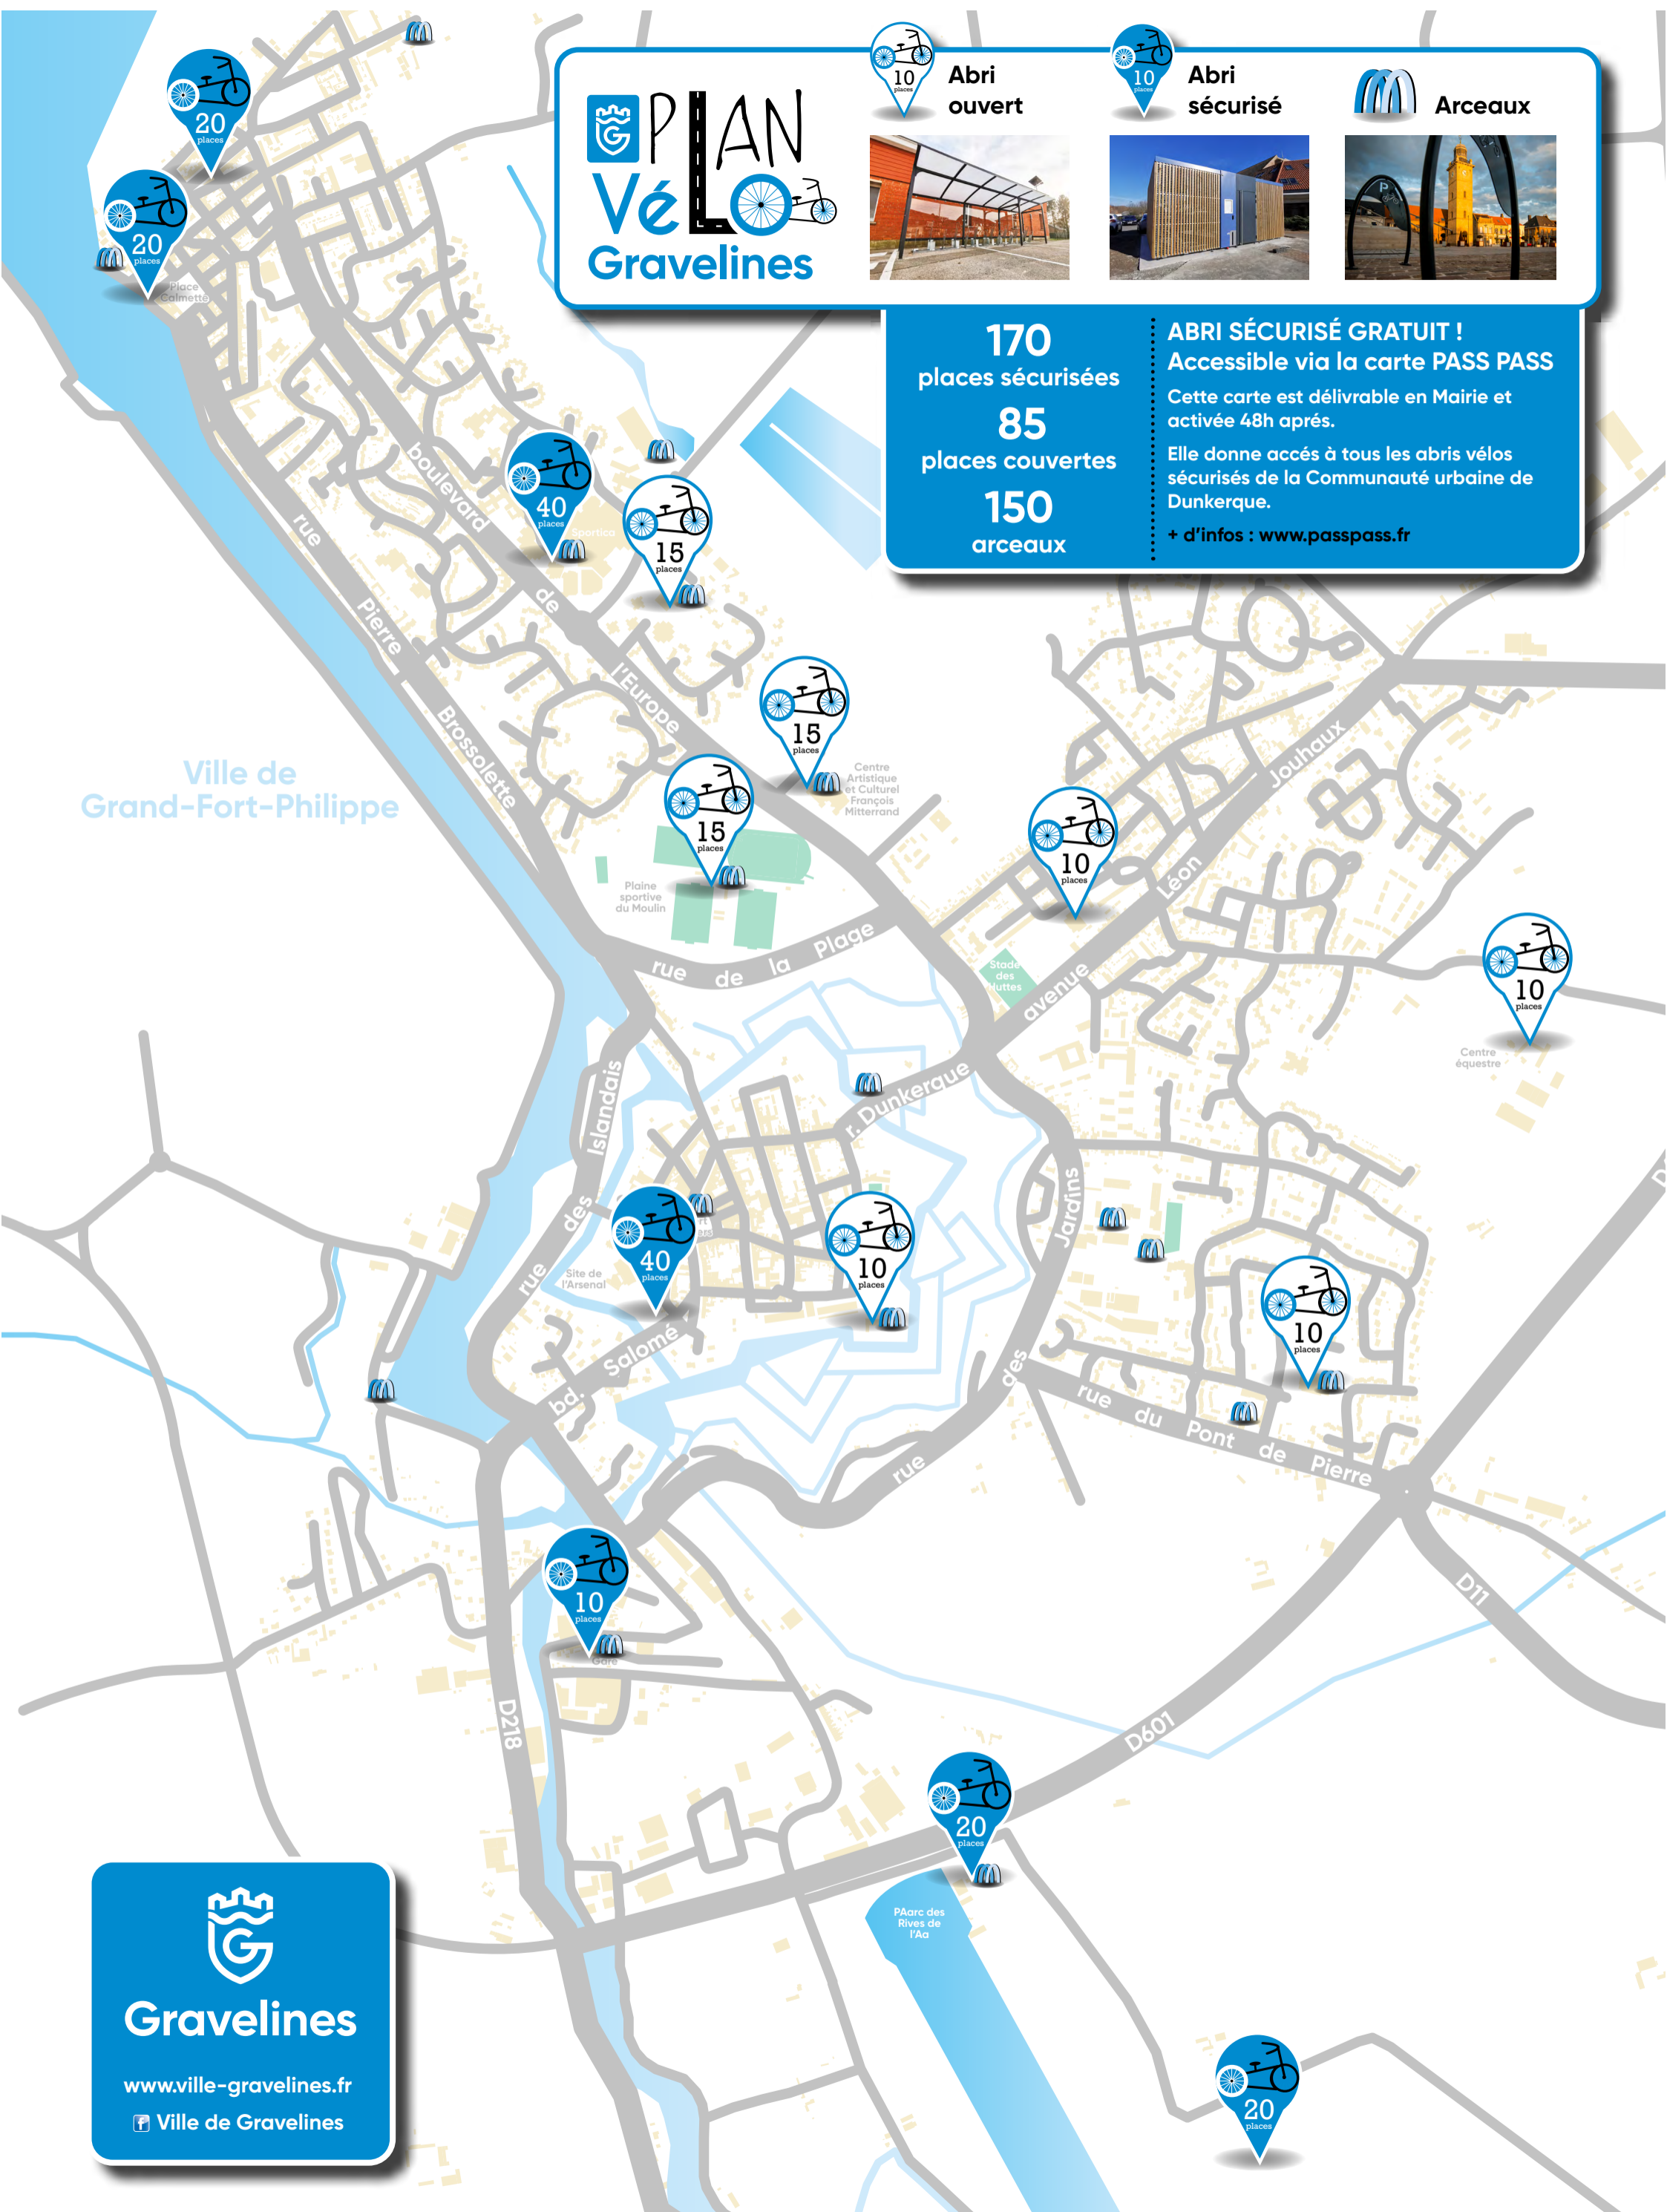 PLAN
VéLO
Gravelines
10
places
Abri
ouvert
10
places
Abri
sécurisé
Arceaux
170
places sécurisées
85
places couvertes
150
arceaux
ABRI SÉCURISÉ GRATUIT !
Accessible via la carte PASS PASS
Cette carte est délivrable en Mairie et
activée 48h aprés.
Elle donne accés à tous les abris vélos
sécurisés de la Communauté urbaine de
Dunkerque.
+ d'infos : www.passpass.fr
20
places
20
places
Place
Calmette
40
places
Sportica
15
places
boulevard de l'Europe
rue Pierre Brossolette
15
places
Centre
Artistique
et Culturel
François
Mitterrand
15
places
Plaine
sportive
du Moulin
Ville de
Grand-Fort-Philippe
10
places
avenue Léon Jouhaux
rue de la Plage
Stade
des
Huttes
10
places
Centre
équestre
r. Dunkerque
rue des Islandais
40
places
Site de
l'Arsenal
10
places
rue des Jardins
10
places
bd. Salomé
rue du Pont de Pierre
10
places
Gare
D11
D218
D601
20
places
PAarc des
Rives de
l'Aa
20
places
G
Gravelines
www.ville-gravelines.fr
f Ville de Gravelines